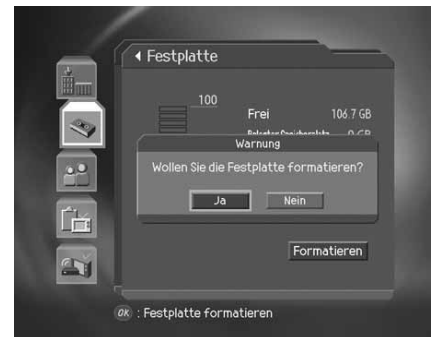 Festplatte
100
Frei 106.7 GB
Warnung
Wollen Sie die Festplatte formatieren?
Ja Nein
Formatieren
OK : Festplatte formatieren